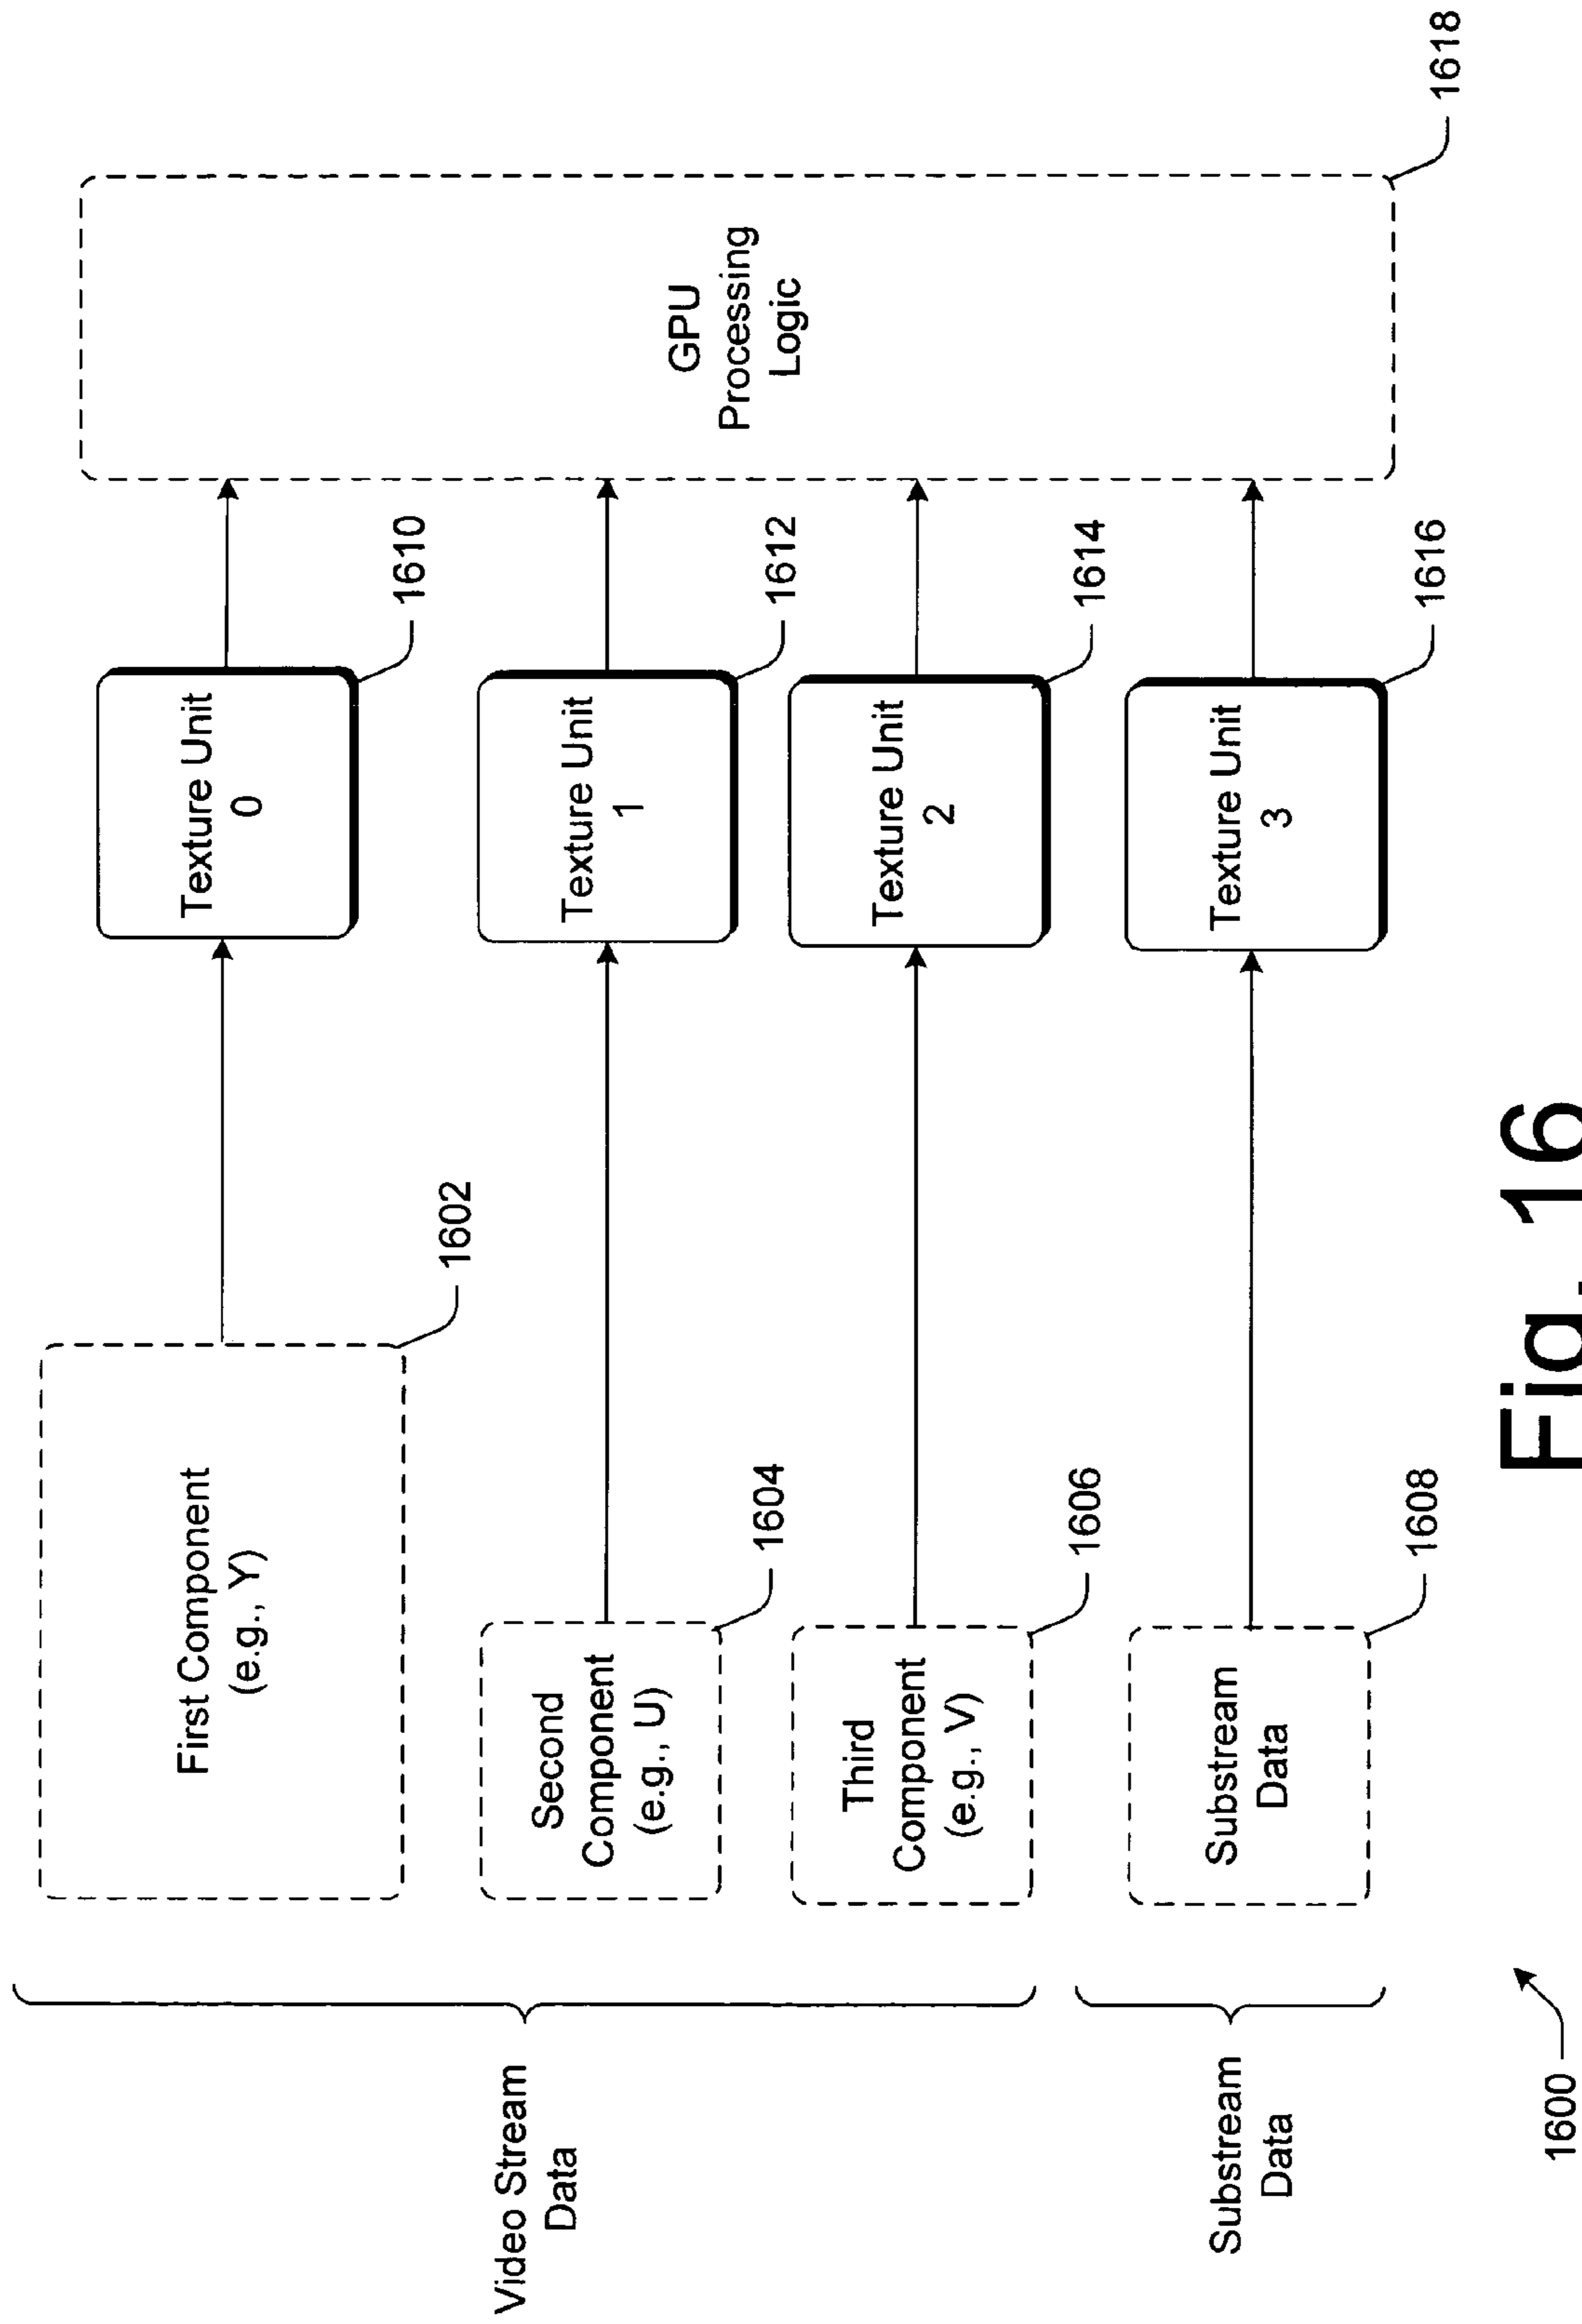 Video Stream
Data
Substream
Data
1600
First Component
(e.g., Y)
1602
Second
Component
(e.g., U)
1604
Third
Component
(e.g., V)
1606
Substream
Data
1608
Texture Unit
0
1610
Texture Unit
1
1612
Texture Unit
2
1614
Texture Unit
3
1616
GPU
Processing
Logic
1618
Fig. 16